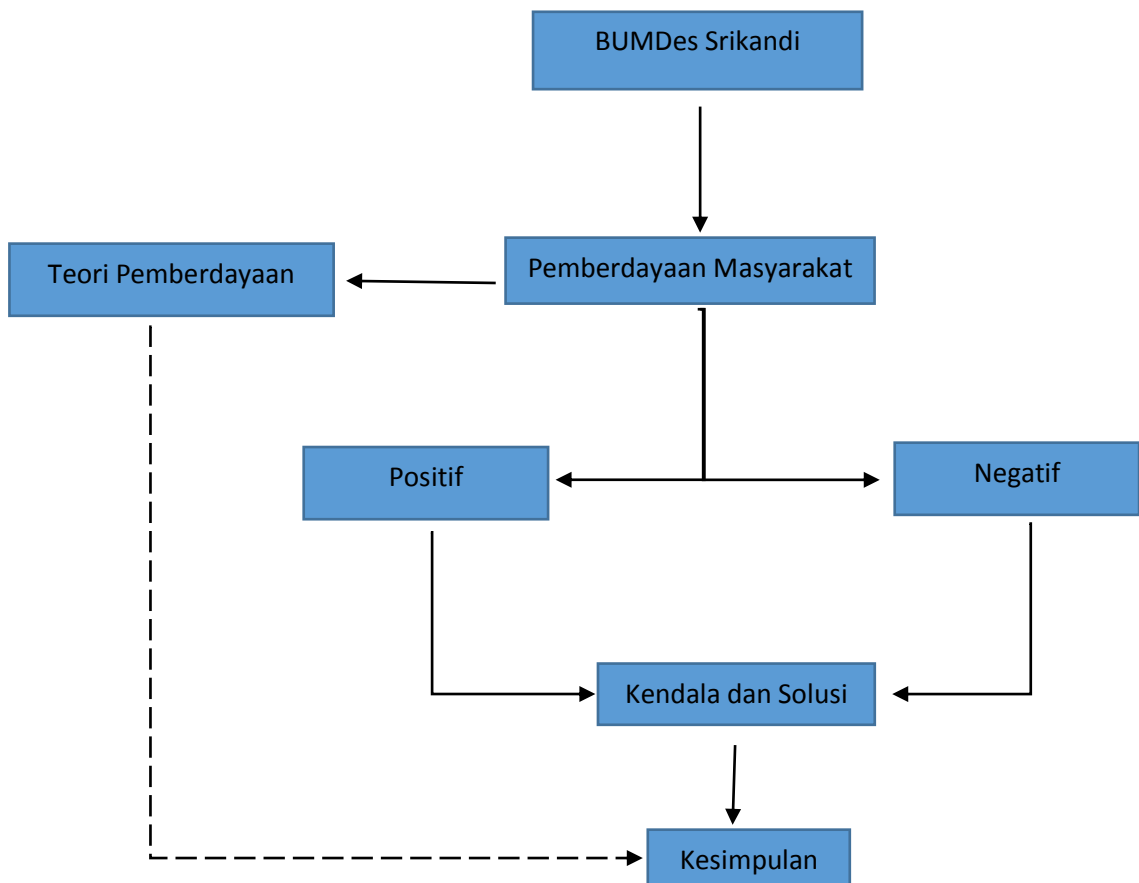 BUMDes Srikandi
Pemberdayaan Masyarakat
Teori Pemberdayaan
Positif
Negatif
Kendala dan Solusi
Kesimpulan